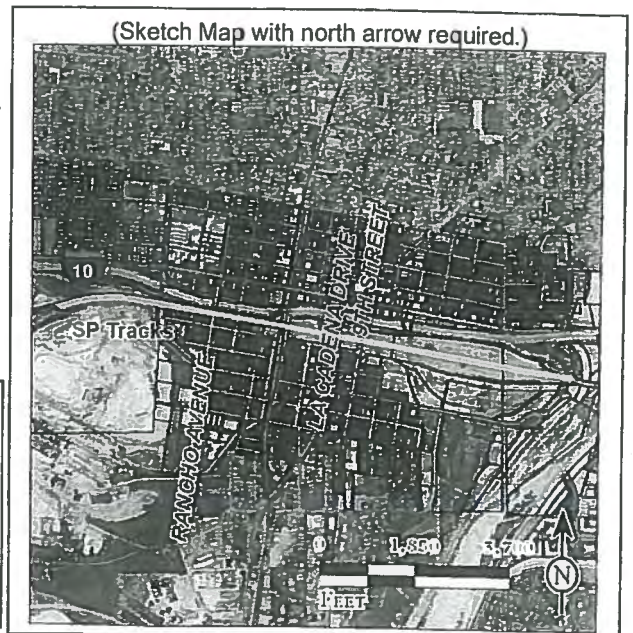 (Sketch Map with north arrow required.)
10
SP Tracks
LA CADENA DRIVE
9TH STREET
RANCHO AVENUE
0 1,850 3,700
FEET
N